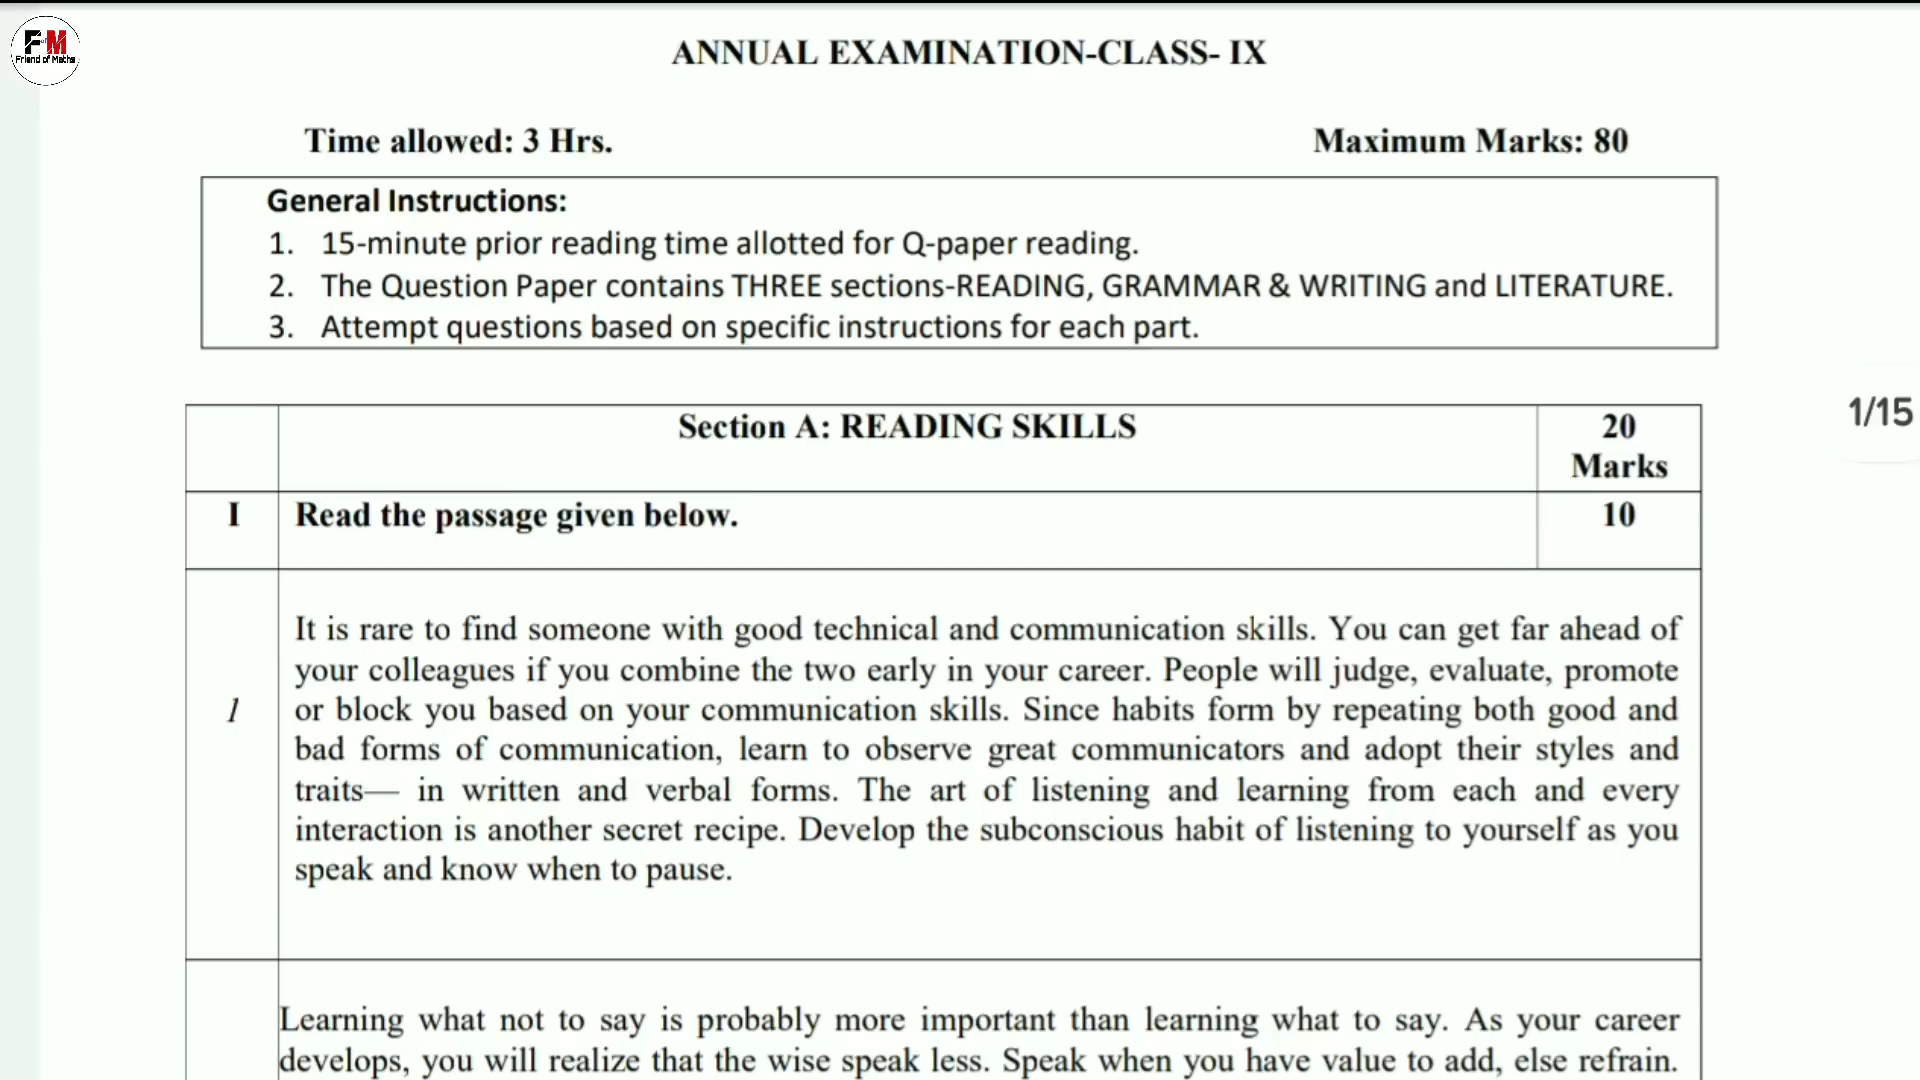 FM
Friend of Maths
ANNUAL EXAMINATION-CLASS- IX
Time allowed: 3 Hrs. Maximum Marks: 80
General Instructions:
1. 15-minute prior reading time allotted for Q-paper reading.
2. The Question Paper contains THREE sections-READING, GRAMMAR & WRITING and LITERATURE.
3. Attempt questions based on specific instructions for each part.
1/15
Section A: READING SKILLS 20
Marks
I Read the passage given below. 10
It is rare to find someone with good technical and communication skills. You can get far ahead of
your colleagues if you combine the two early in your career. People will judge, evaluate, promote
1 or block you based on your communication skills. Since habits form by repeating both good and
bad forms of communication, learn to observe great communicators and adopt their styles and
traits— in written and verbal forms. The art of listening and learning from each and every
interaction is another secret recipe. Develop the subconscious habit of listening to yourself as you
speak and know when to pause.
Learning what not to say is probably more important than learning what to say. As your career
develops, you will realize that the wise speak less. Speak when you have value to add, else refrain.